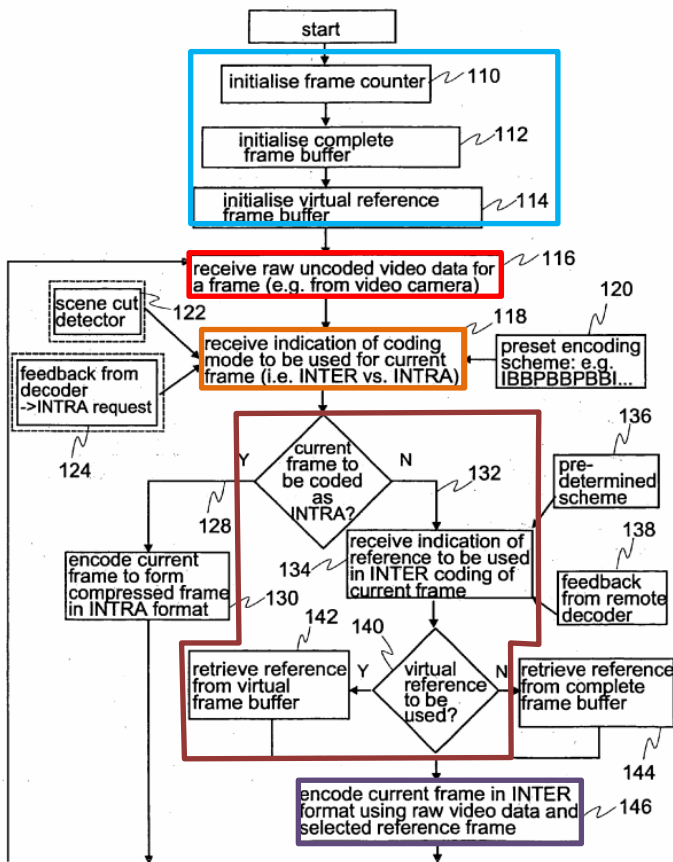 start
initialise frame counter
110
initialise complete
frame buffer
112
initialise virtual reference
frame buffer
114
receive raw uncoded video data for
a frame (e.g. from video camera)
116
scene cut
detector
122
118
120
receive indication of coding
mode to be used for current
frame (i.e. INTER vs. INTRA)
preset encoding
scheme: e.g.
IBBPBBPBBI...
feedback from
decoder
->INTRA request
124
Y
current
frame to
be coded
as
INTRA?
N
128
132
136
pre-
determined
scheme
encode current
frame to form
compressed frame
in INTRA format
130
134
receive indication of
reference to be used
in INTER coding of
current frame
138
feedback
from remote
decoder
142
140
retrieve reference
from virtual
frame buffer
Y
virtual
reference
to be
used?
N
retrieve reference
from complete
frame buffer
144
encode current frame in INTER
format using raw video data and
selected reference frame
146